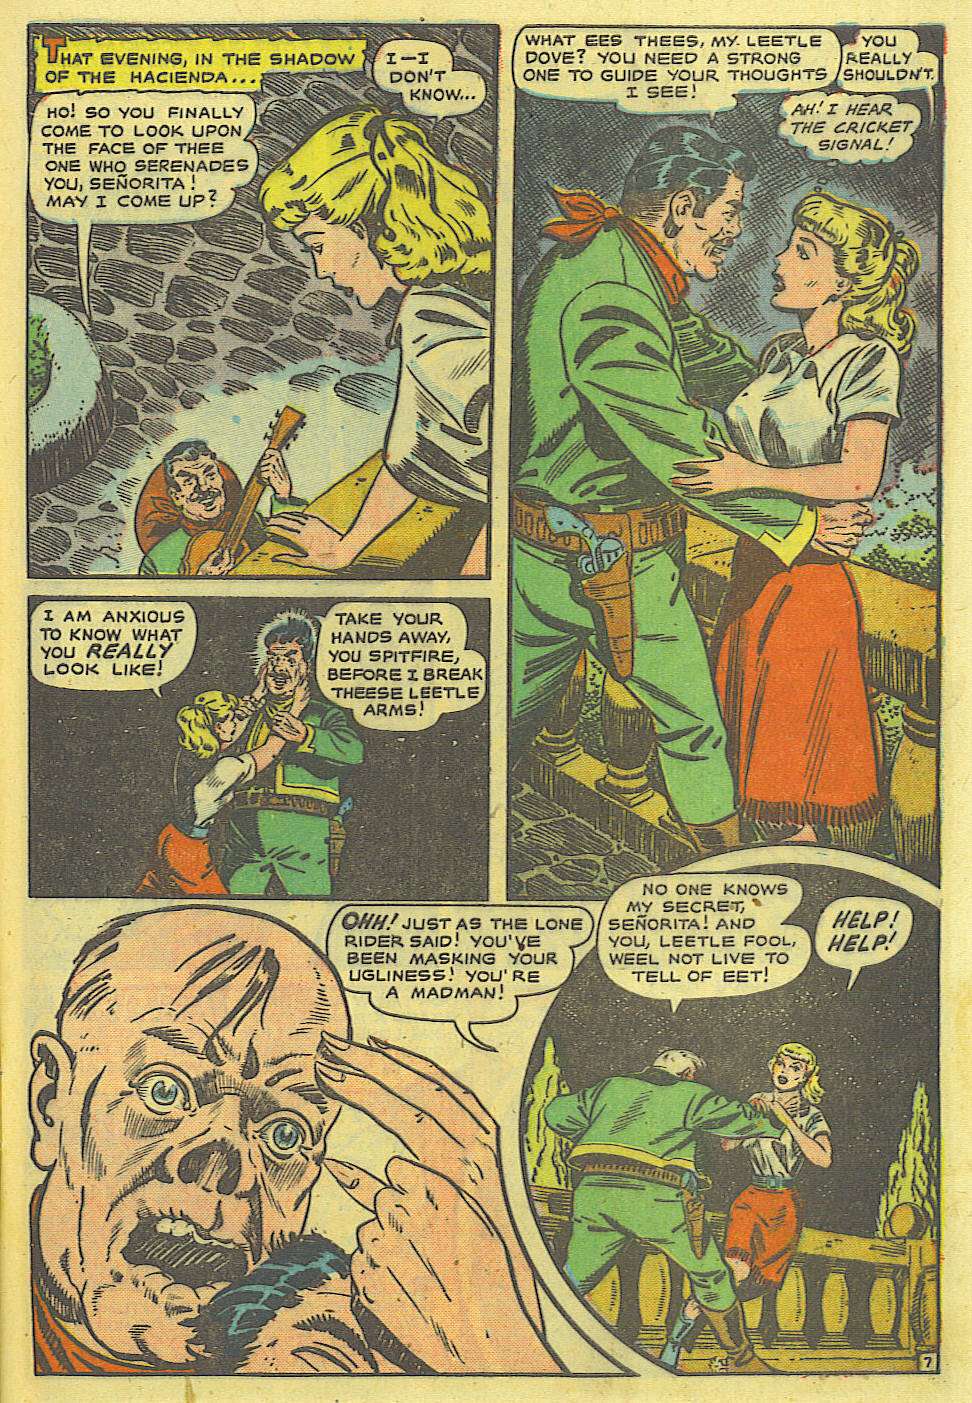 THAT EVENING, IN THE SHADOW
OF THE HACIENDA...
HO! SO YOU FINALLY
COME TO LOOK UPON
THE FACE OF THEE
ONE WHO SERENADES
YOU, SEÑORITA!
MAY I COME UP?
I-I
DON'T
KNOW...
WHAT EES THEES, MY LEETLE
DOVE? YOU NEED A STRONG
ONE TO GUIDE YOUR THOUGHTS
I SEE!
YOU
REALLY
SHOULDN'T.
AH! I HEAR
THE CRICKET
SIGNAL!
I AM ANXIOUS
TO KNOW WHAT
YOU REALLY
LOOK LIKE!
TAKE YOUR
HANDS AWAY,
YOU SPITFIRE,
BEFORE I BREAK
THEESE LEETLE
ARMS!
OHH! JUST AS THE LONE
RIDER SAID! YOU'VE
BEEN MASKING YOUR
UGLINESS! YOU'RE
A MADMAN!
NO ONE KNOWS
MY SECRET,
SEÑORITA! AND
YOU, LEETLE FOOL,
WEEL NOT LIVE TO
TELL OF EET!
HELP!
HELP!
7